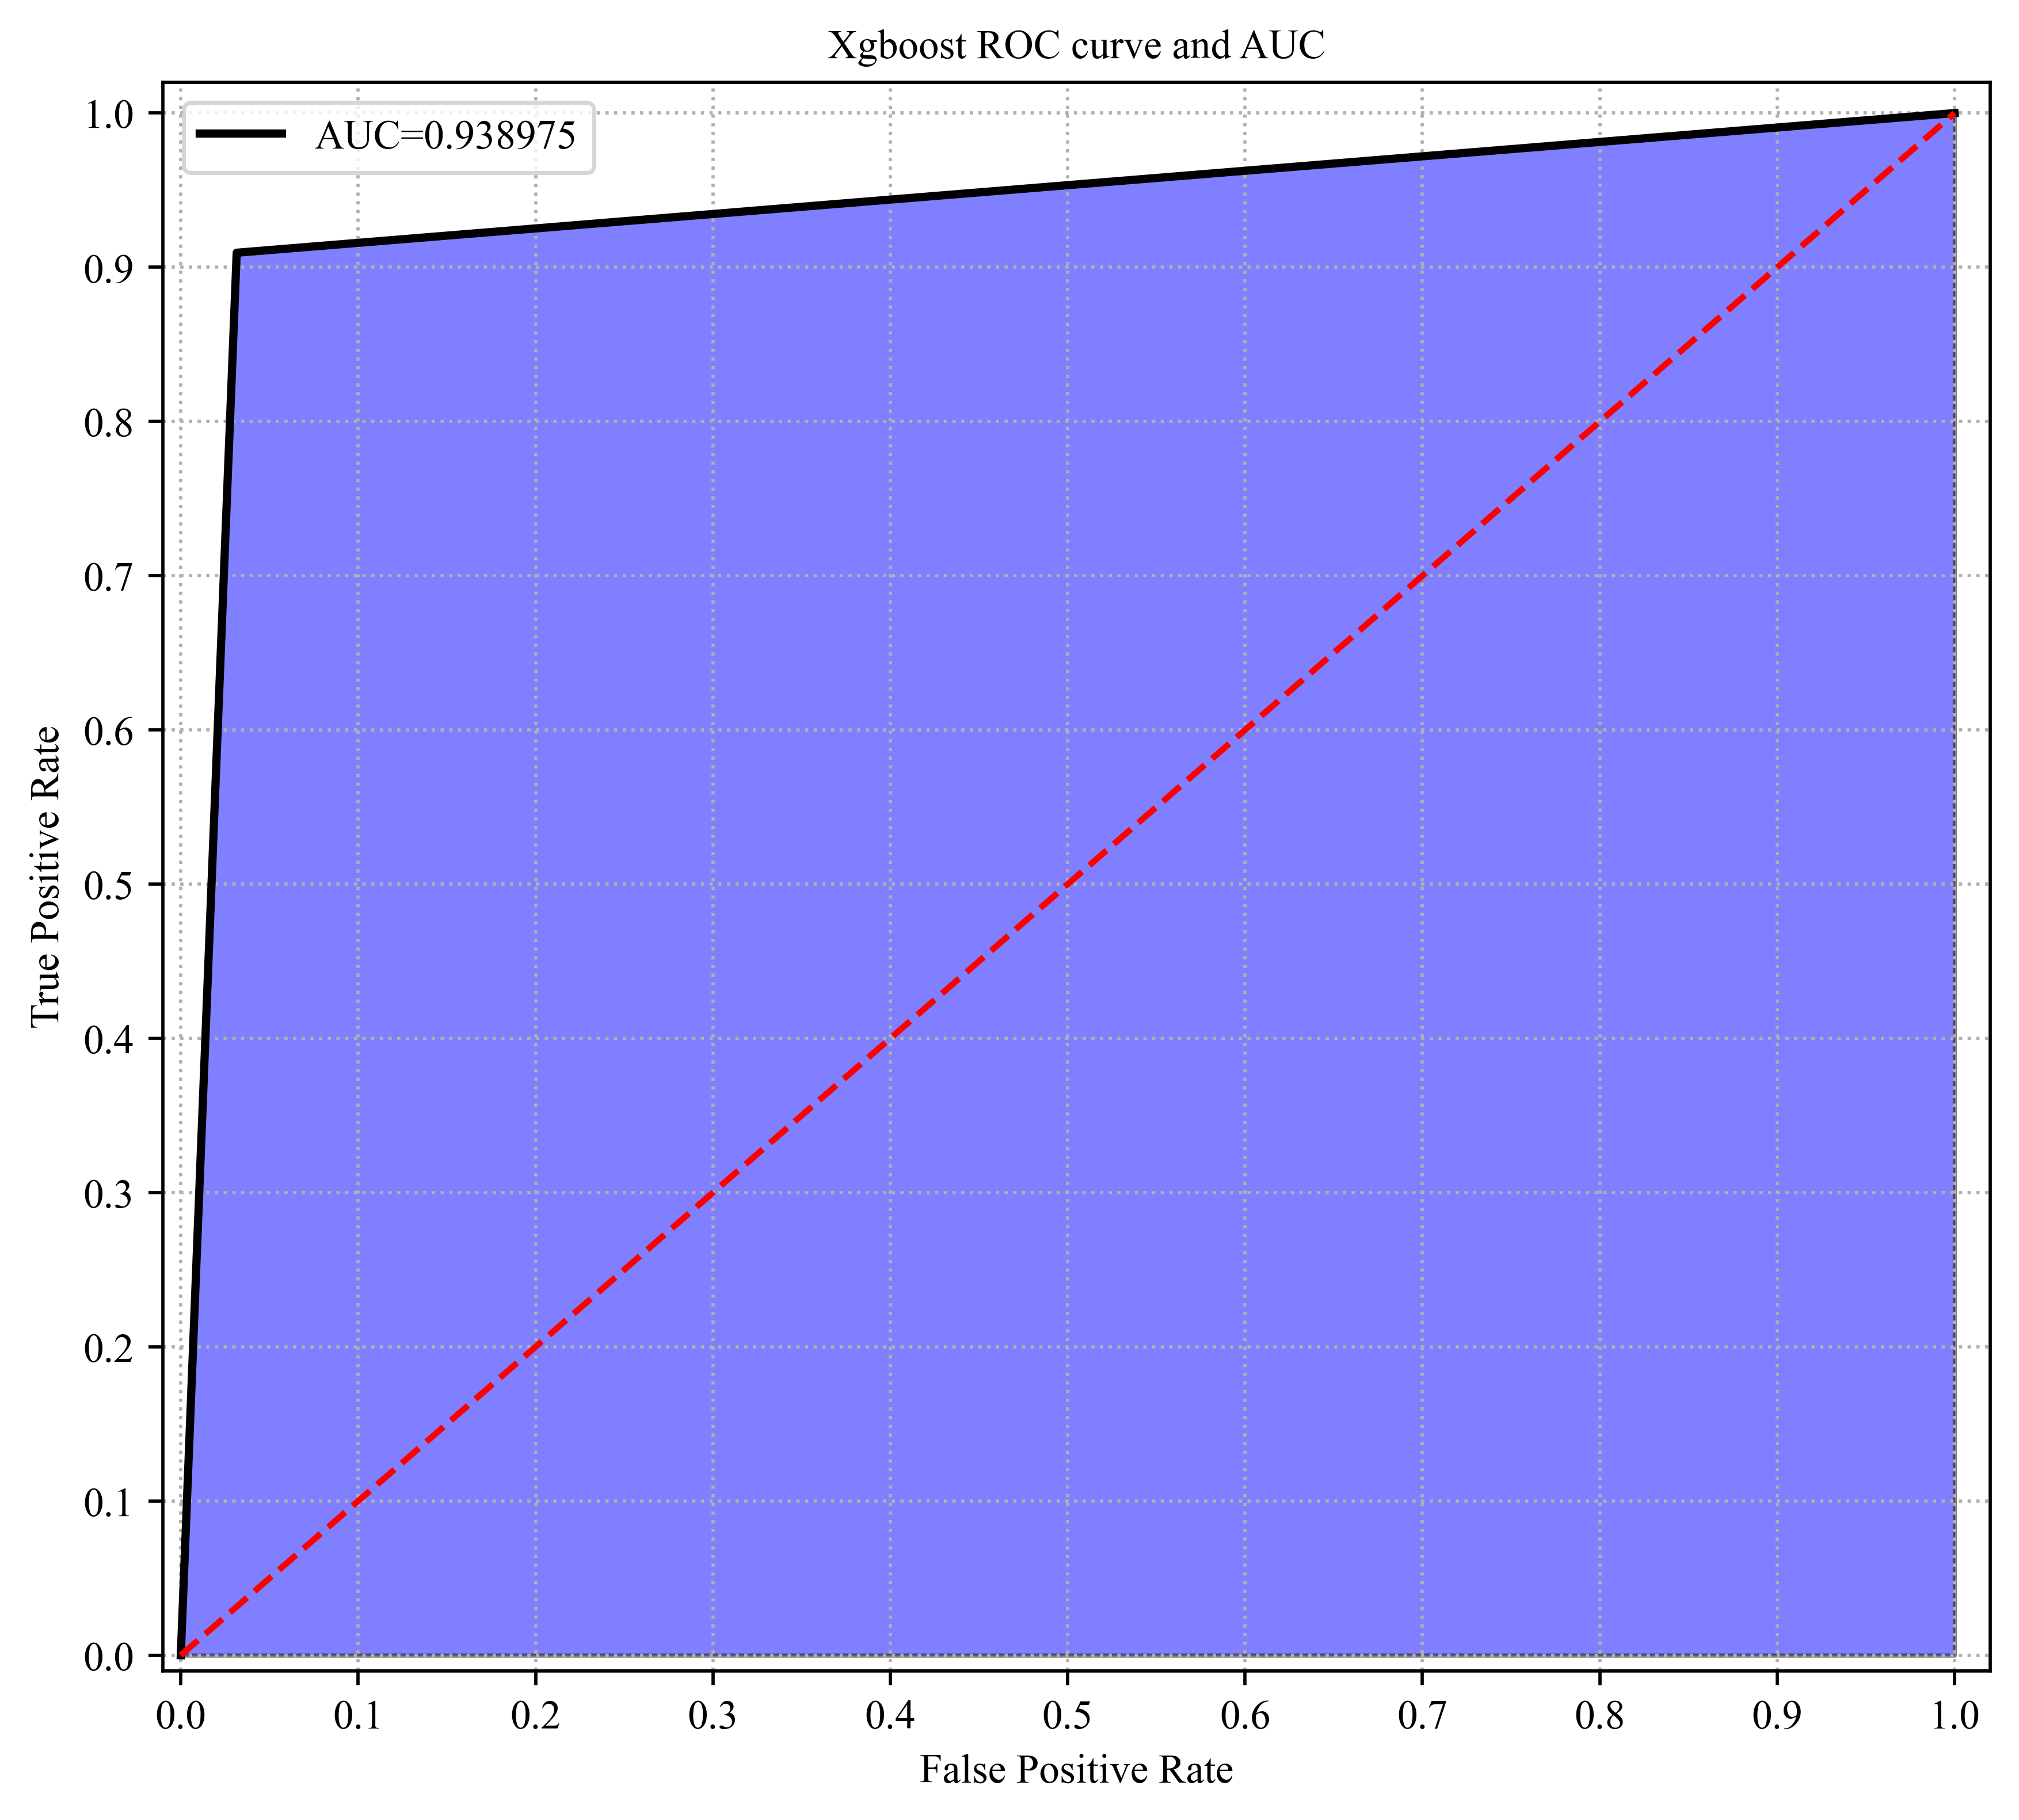 Xgboost ROC curve and AUC
AUC=0.938975
True Positive Rate
1.0
0.9
0.8
0.7
0.6
0.5
0.4
0.3
0.2
0.1
0.0
0.0 0.1 0.2 0.3 0.4 0.5 0.6 0.7 0.8 0.9 1.0
False Positive Rate